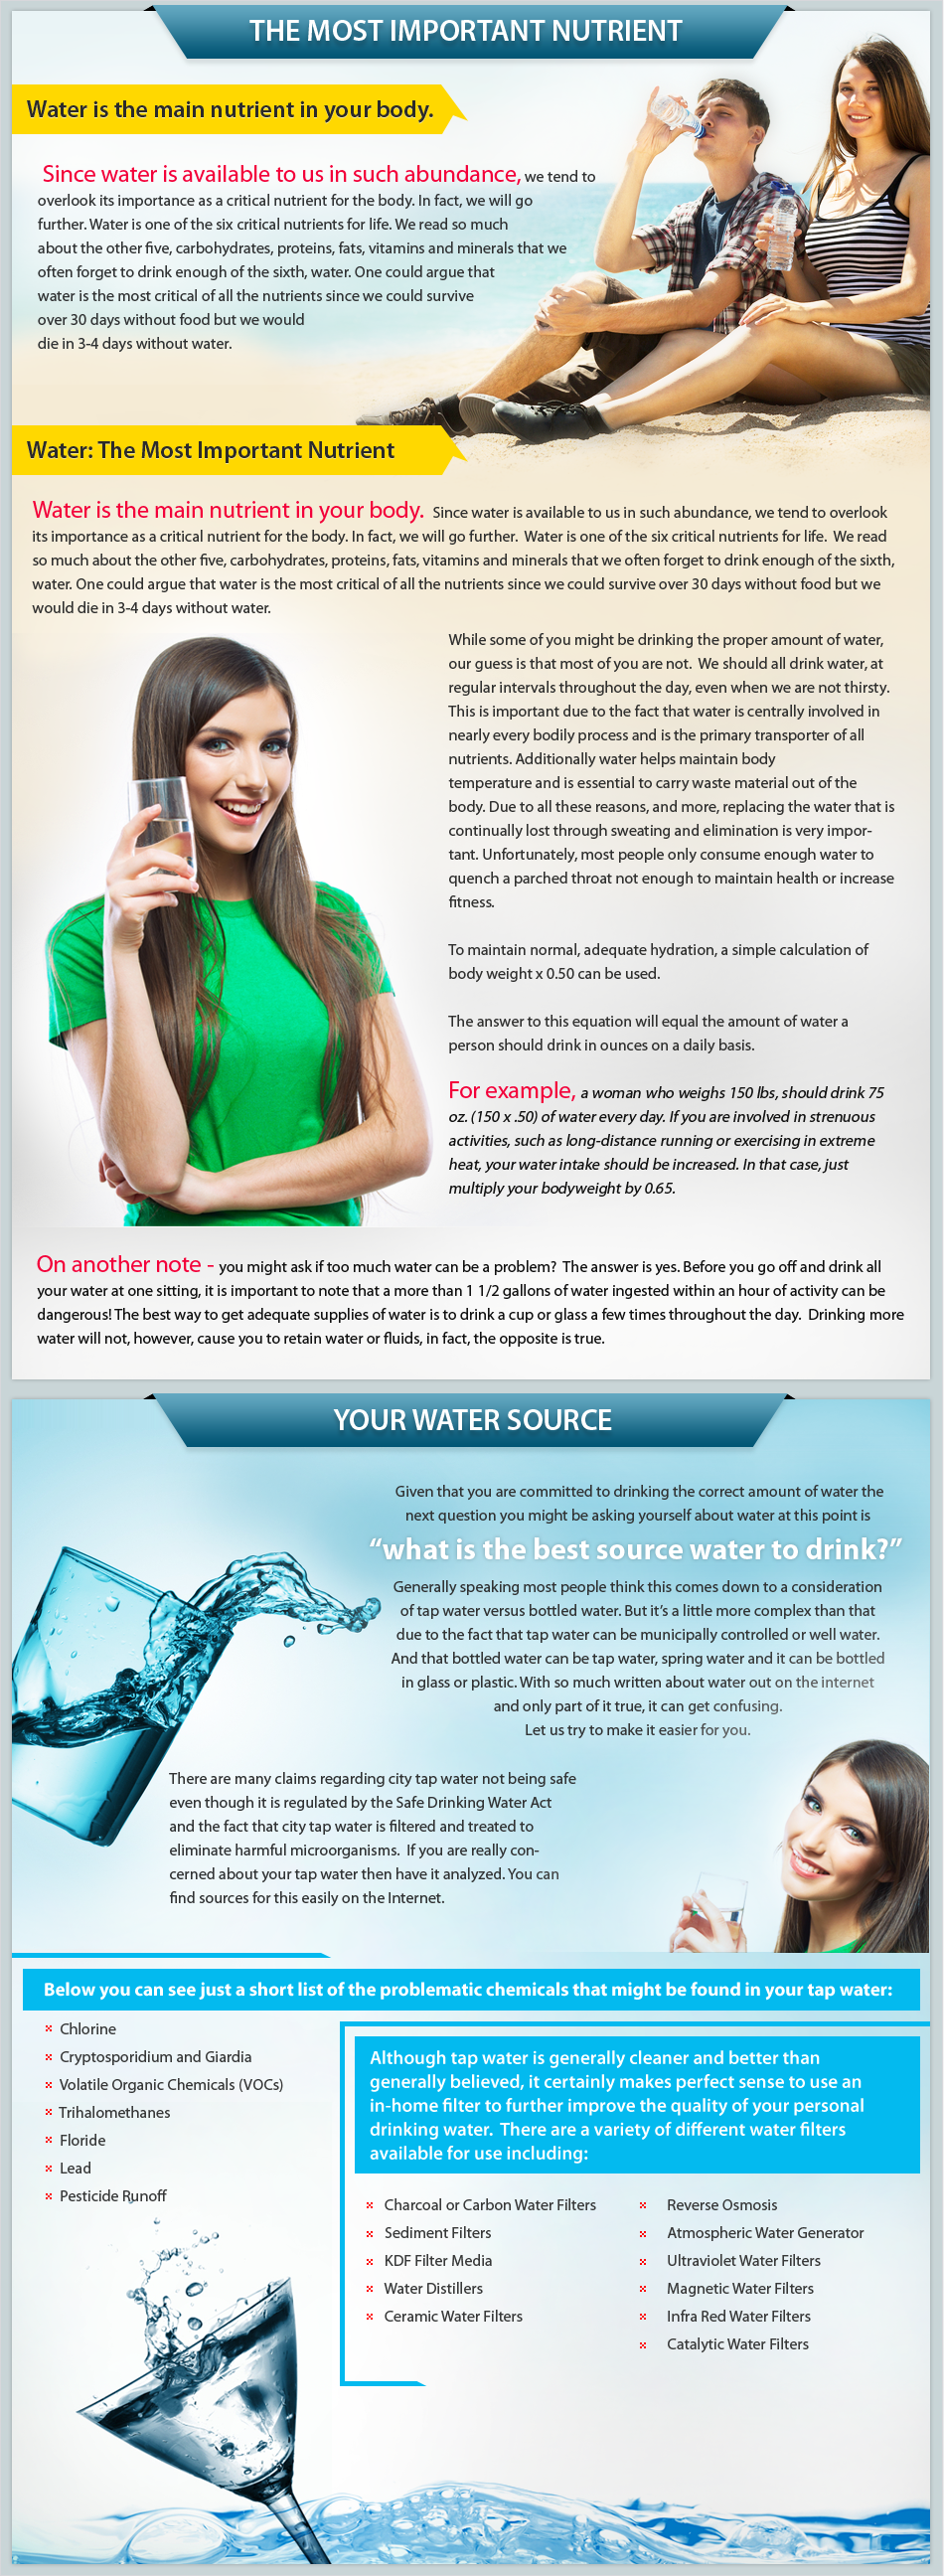 THE MOST IMPORTANT NUTRIENT
Water is the main nutrient in your body.
Since water is available to us in such abundance, we tend to
overlook its importance as a critical nutrient for the body. In fact, we will go
further. Water is one of the six critical nutrients for life. We read so much
about the other five, carbohydrates, proteins, fats, vitamins and minerals that we
often forget to drink enough of the sixth, water. One could argue that
water is the most critical of all the nutrients since we could survive
over 30 days without food but we would
die in 3-4 days without water.
Water: The Most Important Nutrient
Water is the main nutrient in your body. Since water is available to us in such abundance, we tend to overlook
its importance as a critical nutrient for the body. In fact, we will go further. Water is one of the six critical nutrients for life. We read
so much about the other five, carbohydrates, proteins, fats, vitamins and minerals that we often forget to drink enough of the sixth,
water. One could argue that water is the most critical of all the nutrients since we could survive over 30 days without food but we
would die in 3-4 days without water.
While some of you might be drinking the proper amount of water,
our guess is that most of you are not. We should all drink water, at
regular intervals throughout the day, even when we are not thirsty.
This is important due to the fact that water is centrally involved in
nearly every bodily process and is the primary transporter of all
nutrients. Additionally water helps maintain body
temperature and is essential to carry waste material out of the
body. Due to all these reasons, and more, replacing the water that is
continually lost through sweating and elimination is very impor-
tant. Unfortunately, most people only consume enough water to
quench a parched throat not enough to maintain health or increase
fitness.
To maintain normal, adequate hydration, a simple calculation of
body weight x 0.50 can be used.
The answer to this equation will equal the amount of water a
person should drink in ounces on a daily basis.
For example, a woman who weighs 150 lbs, should drink 75
oz. (150 x .50) of water every day. If you are involved in strenuous
activities, such as long-distance running or exercising in extreme
heat, your water intake should be increased. In that case, just
multiply your bodyweight by 0.65.
On another note - you might ask if too much water can be a problem? The answer is yes. Before you go off and drink all
your water at one sitting, it is important to note that a more than 1 1/2 gallons of water ingested within an hour of activity can be
dangerous! The best way to get adequate supplies of water is to drink a cup or glass a few times throughout the day. Drinking more
water will not, however, cause you to retain water or fluids, in fact, the opposite is true.
YOUR WATER SOURCE
Given that you are committed to drinking the correct amount of water the
next question you might be asking yourself about water at this point is
“what is the best source water to drink?”
Generally speaking most people think this comes down to a consideration
of tap water versus bottled water. But it’s a little more complex than that
due to the fact that tap water can be municipally controlled or well water.
And that bottled water can be tap water, spring water and it can be bottled
in glass or plastic. With so much written about water out on the internet
and only part of it true, it can get confusing.
Let us try to make it easier for you.
There are many claims regarding city tap water not being safe
even though it is regulated by the Safe Drinking Water Act
and the fact that city tap water is filtered and treated to
eliminate harmful microorganisms. If you are really con-
cerned about your tap water then have it analyzed. You can
find sources for this easily on the Internet.
Below you can see just a short list of the problematic chemicals that might be found in your tap water:
Chlorine
Cryptosporidium and Giardia
Volatile Organic Chemicals (VOCs)
Trihalomethanes
Floride
Lead
Pesticide Runoff
Although tap water is generally cleaner and better than
generally believed, it certainly makes perfect sense to use an
in-home filter to further improve the quality of your personal
drinking water. There are a variety of different water filters
available for use including:
Charcoal or Carbon Water Filters
Sediment Filters
KDF Filter Media
Water Distillers
Ceramic Water Filters
Reverse Osmosis
Atmospheric Water Generator
Ultraviolet Water Filters
Magnetic Water Filters
Infra Red Water Filters
Catalytic Water Filters